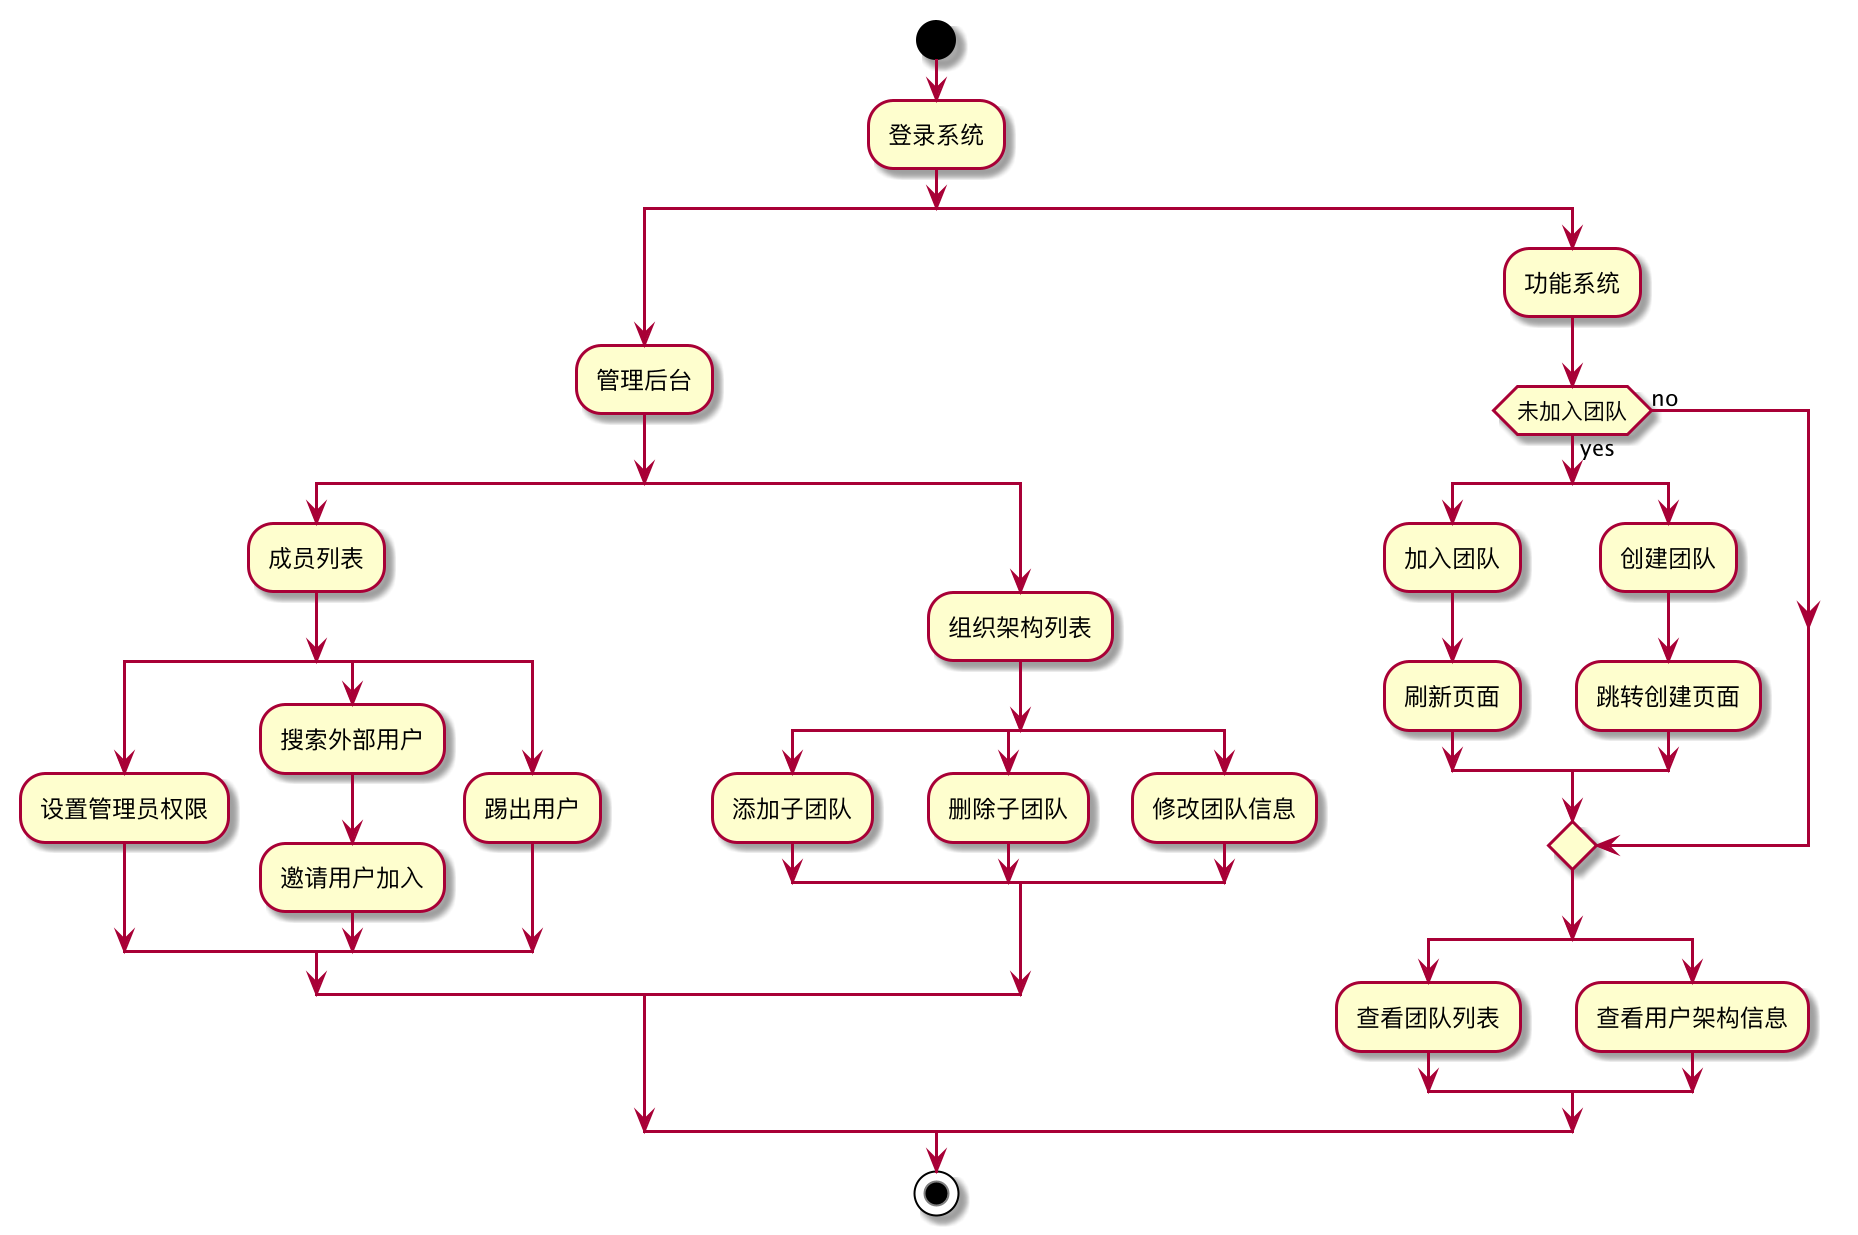 登录系统
功能系统
管理后台
未加入团队
no
yes
成员列表
加入团队
创建团队
组织架构列表
刷新页面
跳转创建页面
搜索外部用户
设置管理员权限
踢出用户
添加子团队
删除子团队
修改团队信息
邀请用户加入
查看团队列表
查看用户架构信息